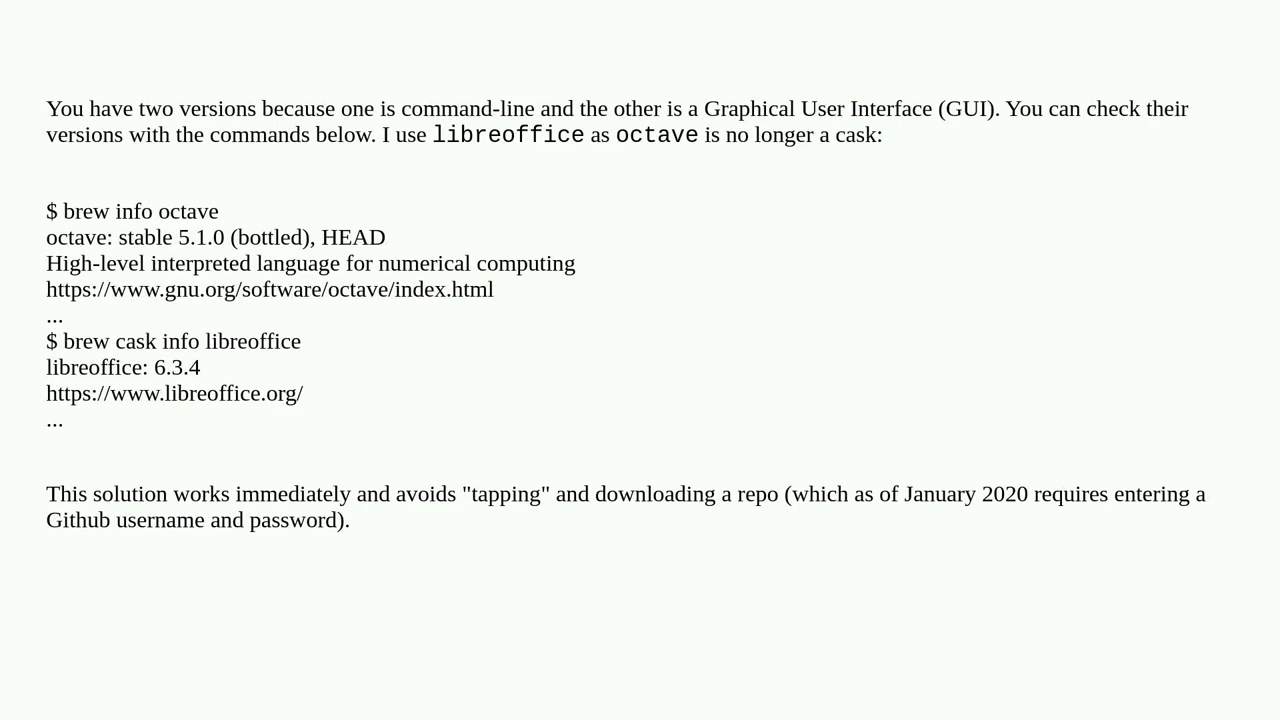 You have two versions because one is command-line and the other is a Graphical User Interface (GUI). You can check their
versions with the commands below. I use libreoffice as octave is no longer a cask:
$ brew info octave
octave: stable 5.1.0 (bottled), HEAD
High-level interpreted language for numerical computing
https://www.gnu.org/software/octave/index.html
...
$ brew cask info libreoffice
libreoffice: 6.3.4
https://www.libreoffice.org/
...
This solution works immediately and avoids "tapping" and downloading a repo (which as of January 2020 requires entering a
Github username and password).